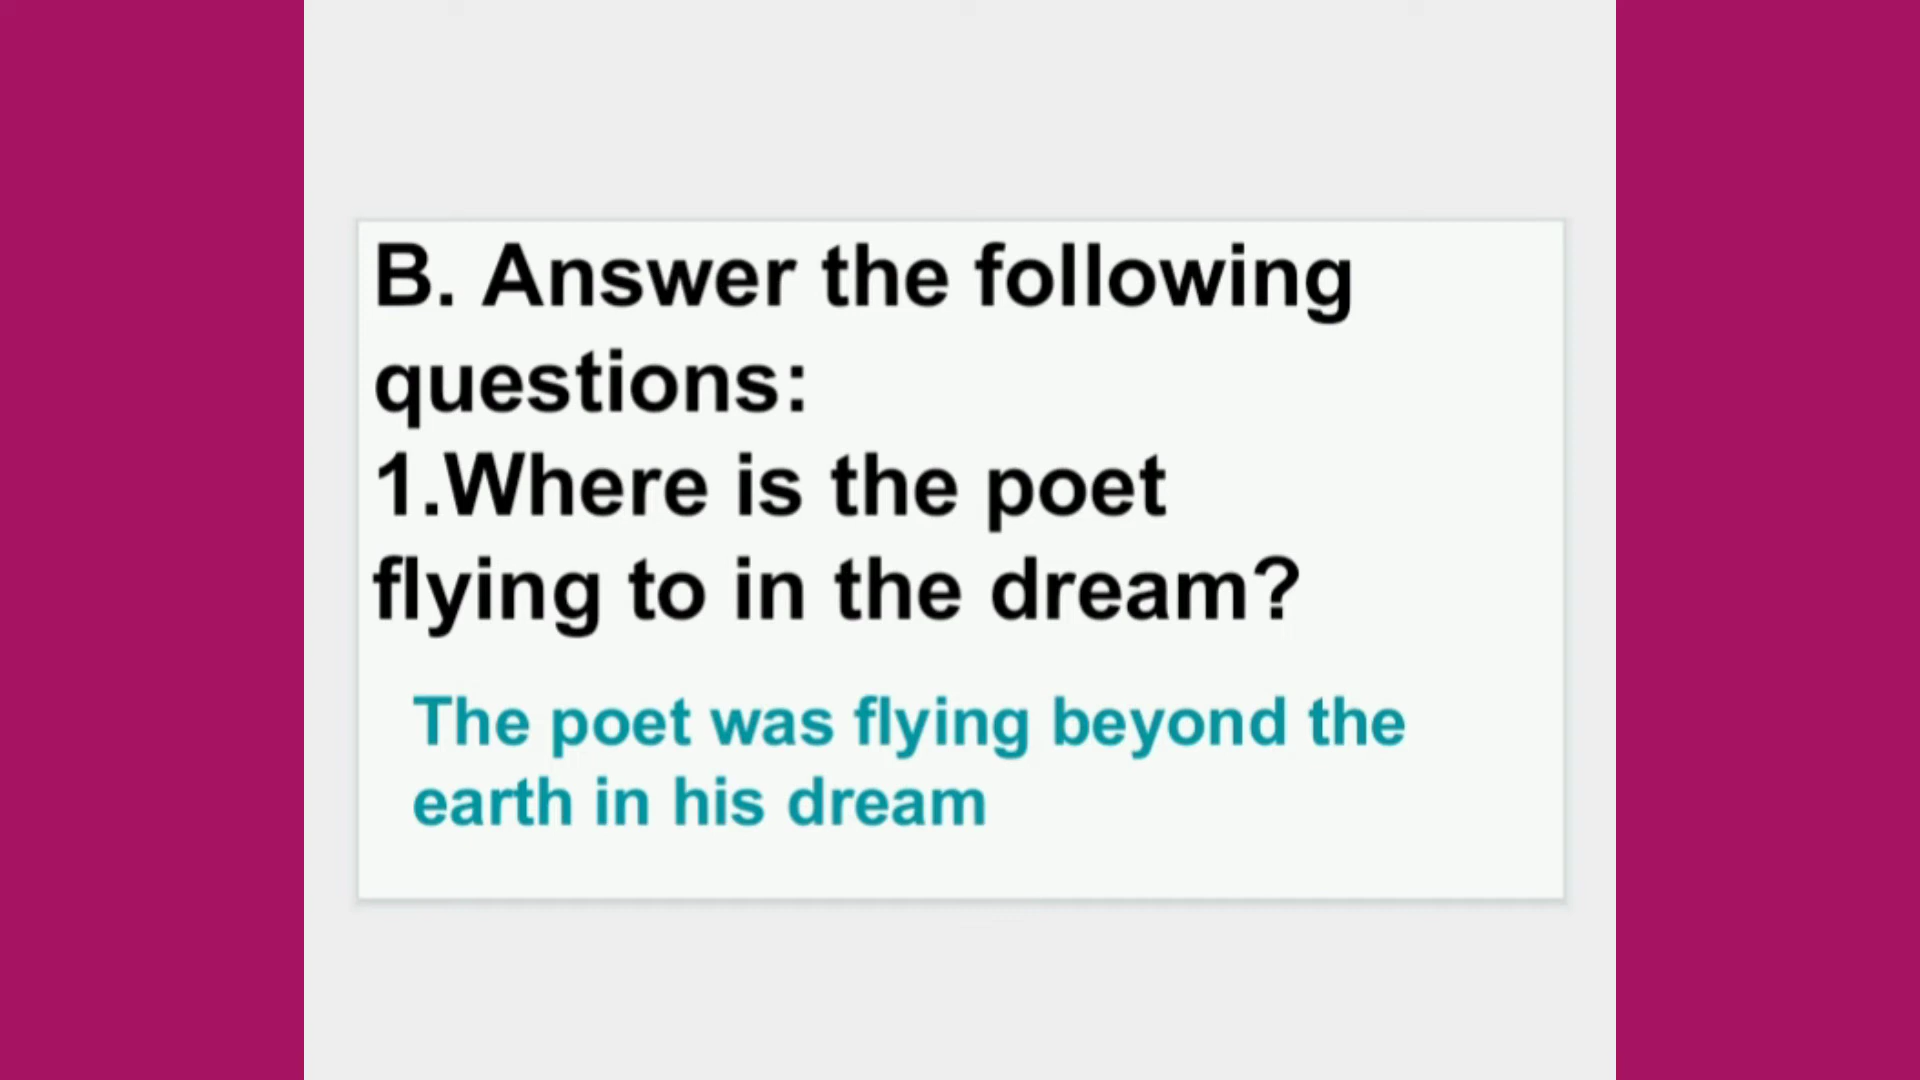 B. Answer the following
questions:
1.Where is the poet
flying to in the dream?
The poet was flying beyond the
earth in his dream